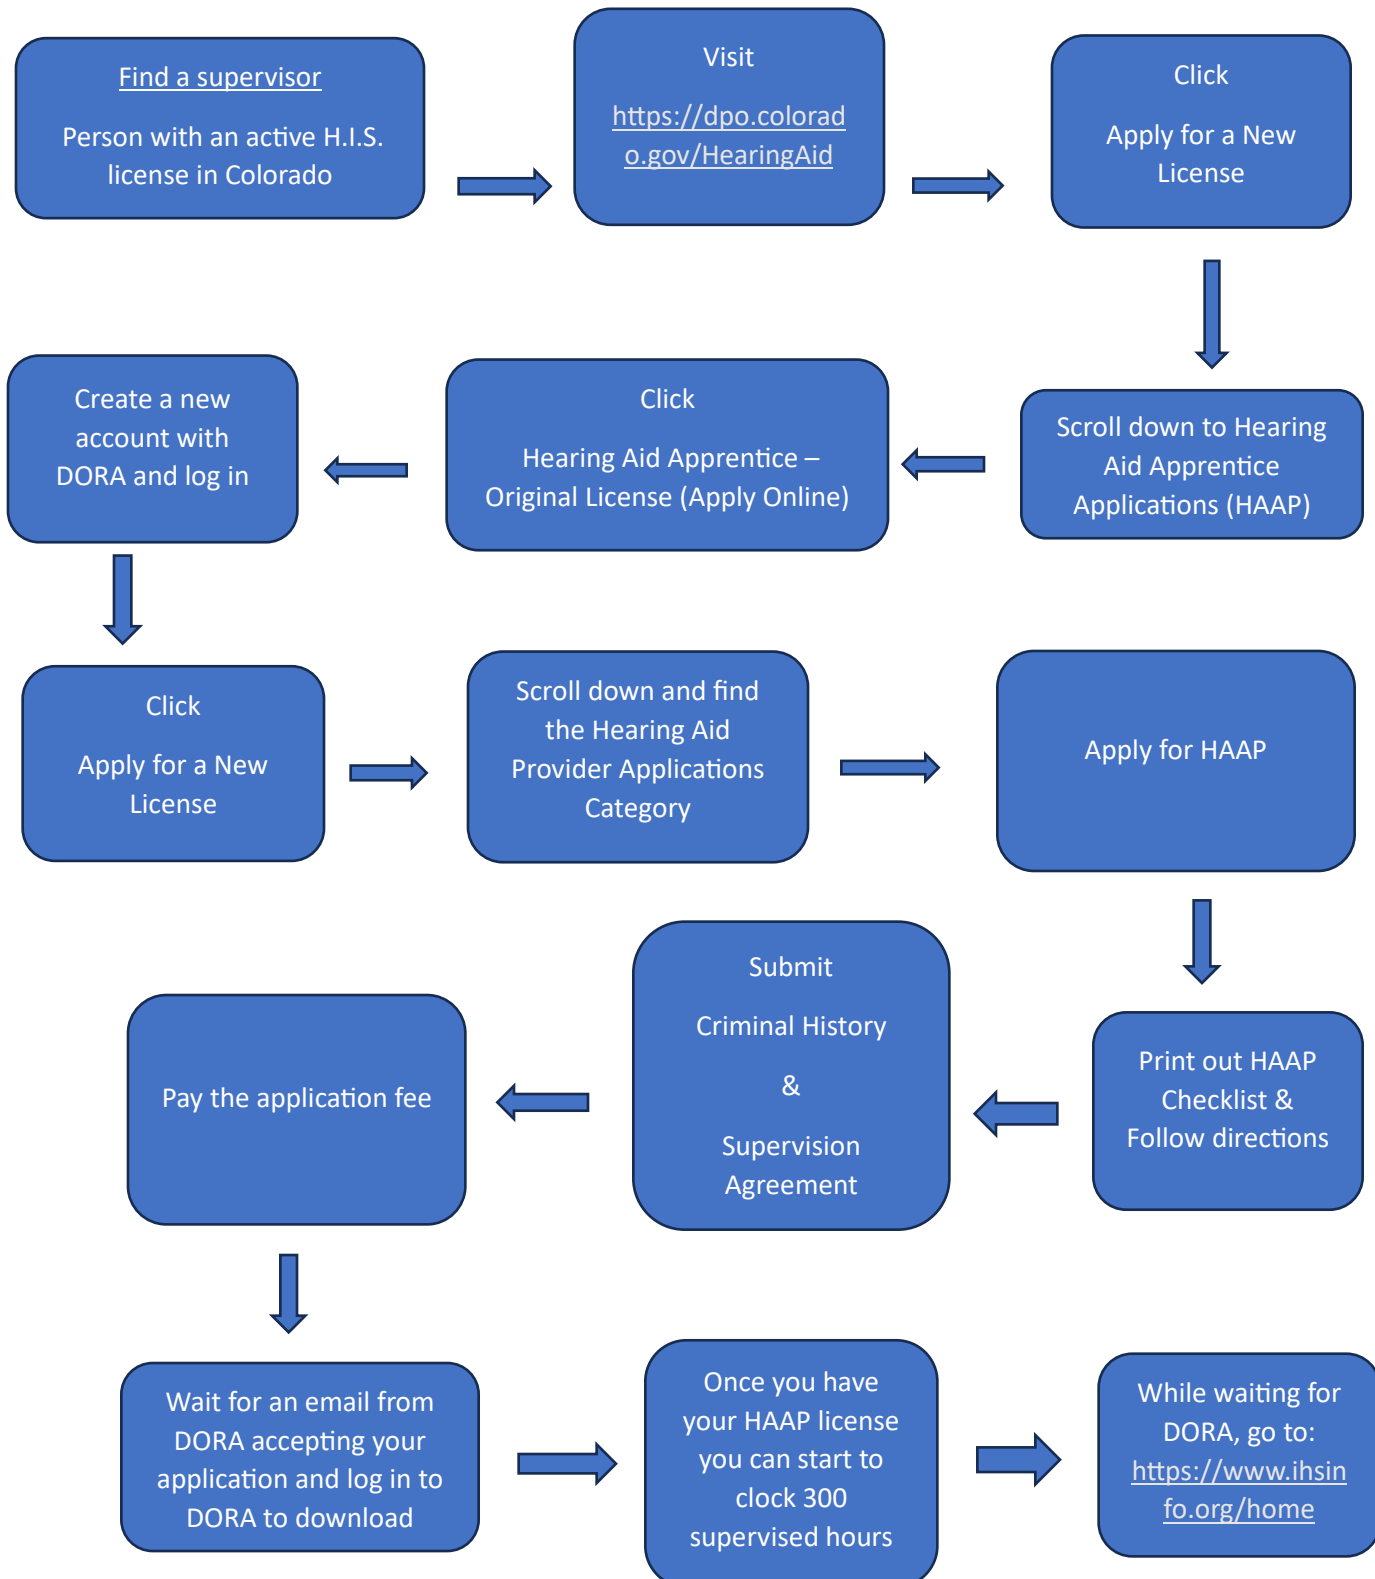 Find a supervisor
Person with an active H.I.S.
license in Colorado
Visit
https://dpo.colorad
o.gov/HearingAid
Click
Apply for a New
License
Scroll down to Hearing
Aid Apprentice
Applications (HAAP)
Click
Hearing Aid Apprentice –
Original License (Apply Online)
Create a new
account with
DORA and log in
Click
Apply for a New
License
Scroll down and find
the Hearing Aid
Provider Applications
Category
Apply for HAAP
Print out HAAP
Checklist &
Follow directions
Submit
Criminal History
&
Supervision
Agreement
Pay the application fee
Wait for an email from
DORA accepting your
application and log in to
DORA to download
Once you have
your HAAP license
you can start to
clock 300
supervised hours
While waiting for
DORA, go to:
https://www.ihsin
fo.org/home